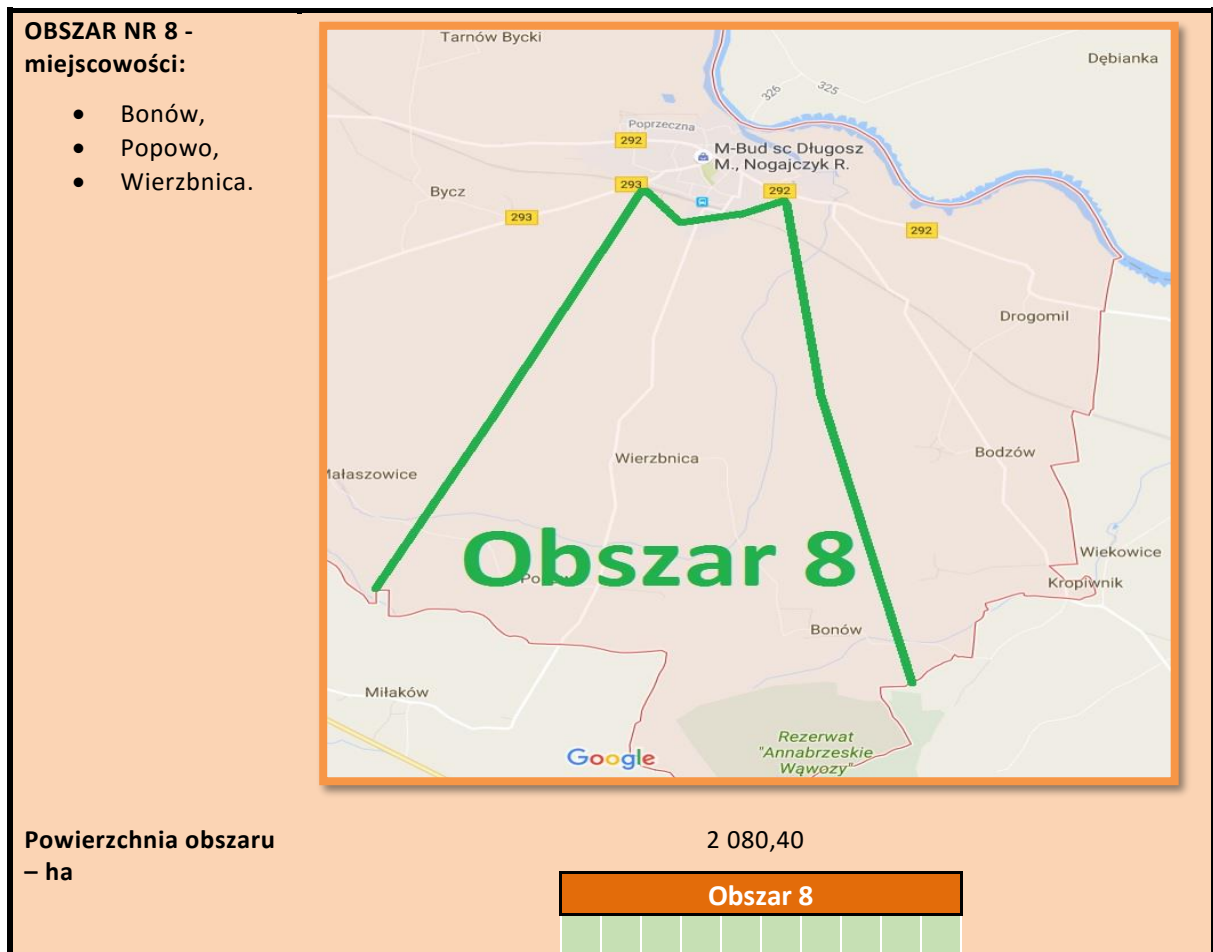 OBSZAR NR 8 -
miejscowości:
• Bonów,
• Popowo,
• Wierzbnica.
Tarnów Bycki
Dębianka
326
325
Poprzeczna
292
M-Bud sc Długosz
M., Nogajczyk R.
Bycz
293
292
293
292
Drogomil
Wierzbnica
Bodzów
Małaszowice
Obszar 8
Wiekowice
Kropiwnik
Bonów
Miłaków
Rezerwat
"Annabrzeskie
Wąwozy"
Google
Powierzchnia obszaru
– ha
2 080,40
Obszar 8